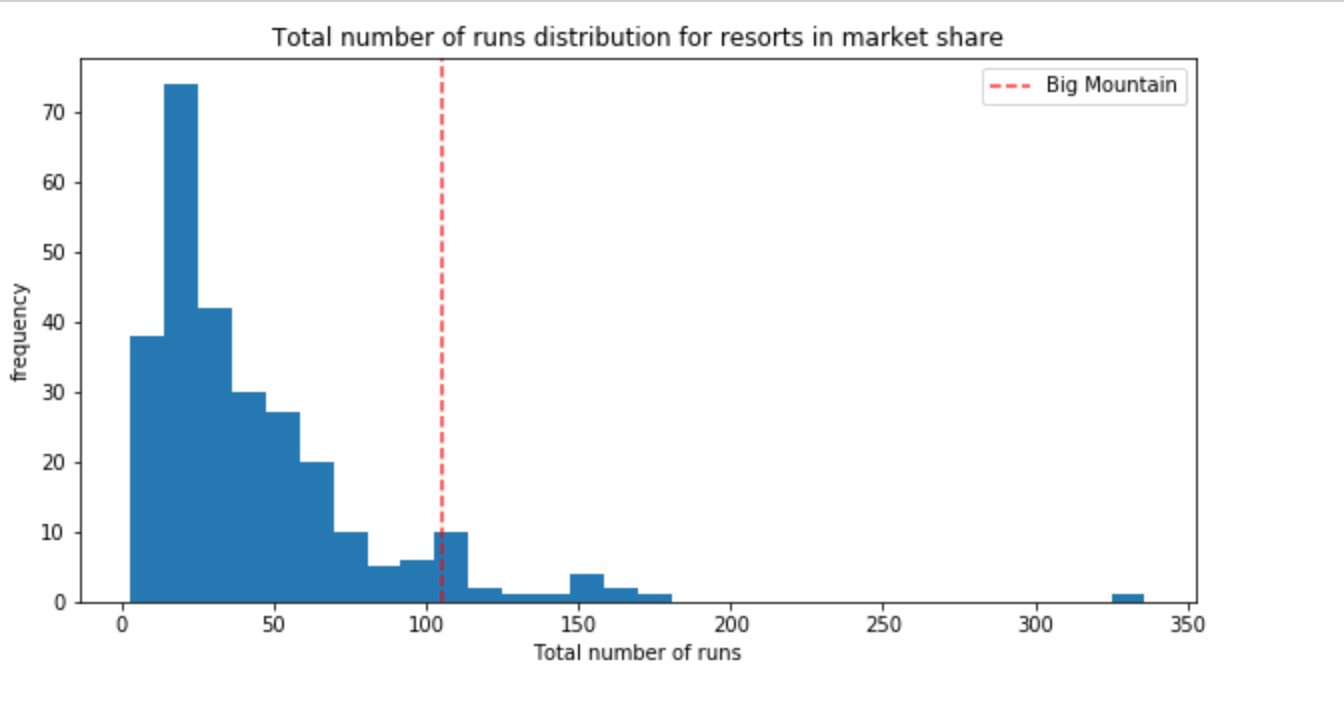 Total number of runs distribution for resorts in market share
Big Mountain
70
60
50
40
30
20
10
0
frequency
0 50 100 150 200 250 300 350
Total number of runs